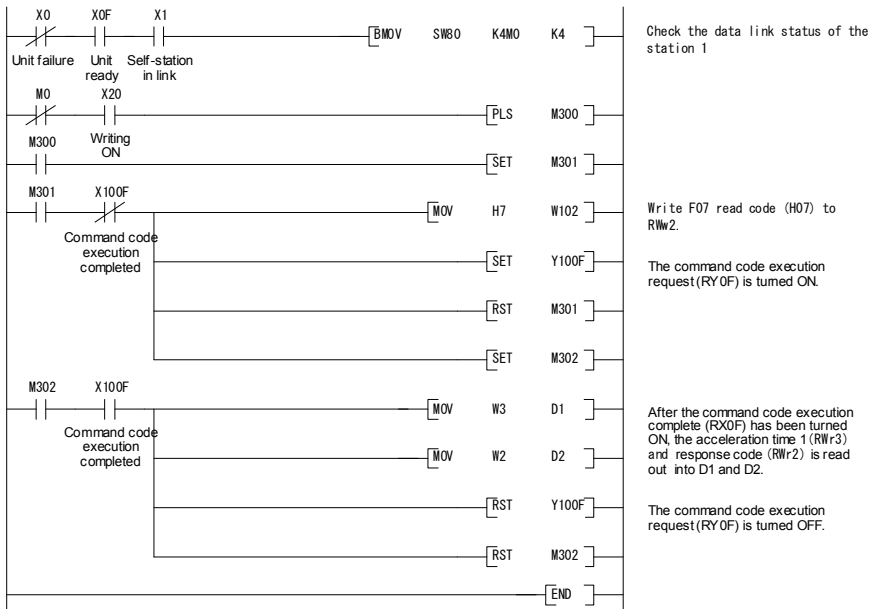 X0 X0F X1
BMOV SW80 K4M0 K4
Check the data link status of the
station 1
Unit failure Unit ready Self-station in link
M0 X20
PLS M300
Writing ON
M300
SET M301
M301 X100F
MOV H7 W102
Write F07 read code (H07) to
RWw2.
Command code
execution
completed
SET Y100F
The command code execution
request (RY0F) is turned ON.
RST M301
SET M302
M302 X100F
MOV W3 D1
After the command code execution
complete (RX0F) has been turned
ON, the acceleration time 1 (RWr3)
and response code (RWr2) is read
out into D1 and D2.
Command code
execution
completed
MOV W2 D2
RST Y100F
The command code execution
request (RY0F) is turned OFF.
RST M302
END